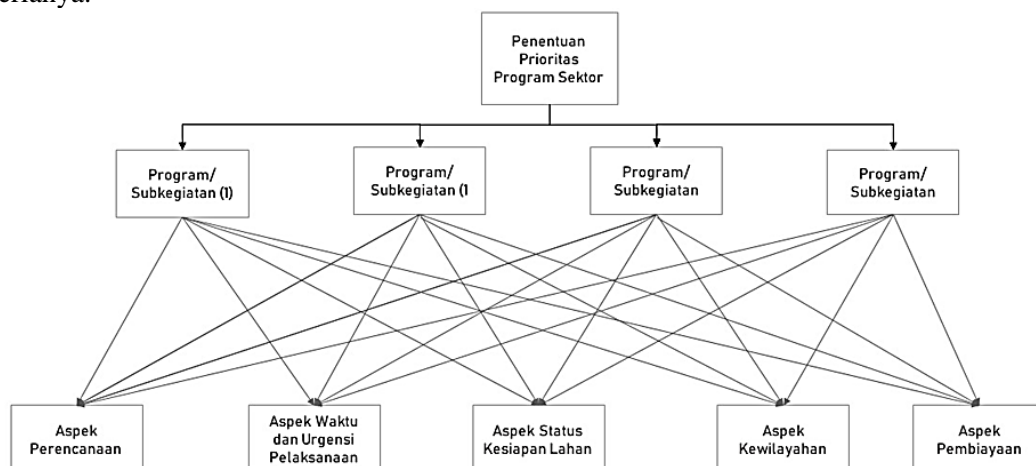 Penentuan
Prioritas
Program Sektor
Program/
Subkegiatan (1)
Program/
Subkegiatan (1
Program/
Subkegiatan
Program/
Subkegiatan
Aspek
Perencanaan
Aspek Waktu
dan Urgensi
Pelaksanaan
Aspek Status
Kesiapan Lahan
Aspek
Kewilayahan
Aspek
Pembiayaan